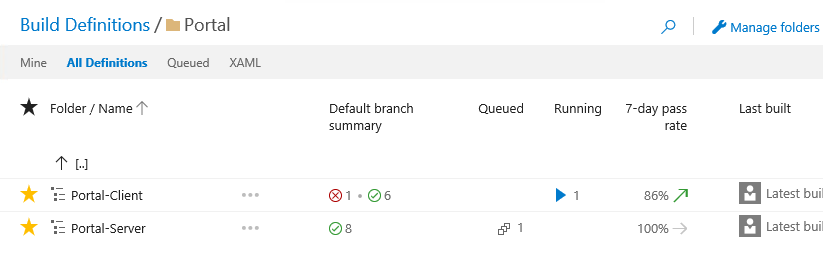 Build Definitions / Portal
Manage folders
Mine All Definitions Queued XAML
Folder / Name Default branch summary Queued Running 7-day pass rate Last built
[..]
Portal-Client 1 • 6 1 86% Latest buil
Portal-Server 8 1 100% Latest buil